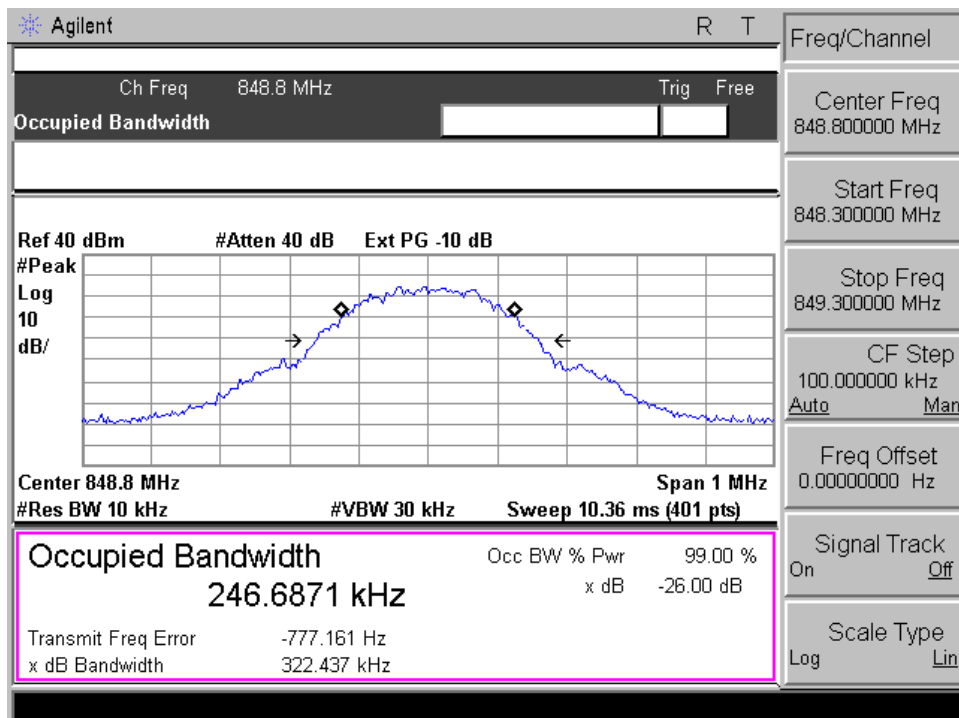 Agilent R T
Ch Freq 848.8 MHz Trig Free
Occupied Bandwidth
Ref 40 dBm #Atten 40 dB Ext PG -10 dB
#Peak
Log
10
dB/
Center 848.8 MHz Span 1 MHz
#Res BW 10 kHz #VBW 30 kHz Sweep 10.36 ms (401 pts)
Occupied Bandwidth Occ BW % Pwr 99.00 %
246.6871 kHz x dB -26.00 dB
Transmit Freq Error -777.161 Hz
x dB Bandwidth 322.437 kHz
Freq/Channel
Center Freq
848.800000 MHz
Start Freq
848.300000 MHz
Stop Freq
849.300000 MHz
CF Step
100.000000 kHz
Auto Man
Freq Offset
0.00000000 Hz
Signal Track
On Off
Scale Type
Log Lin